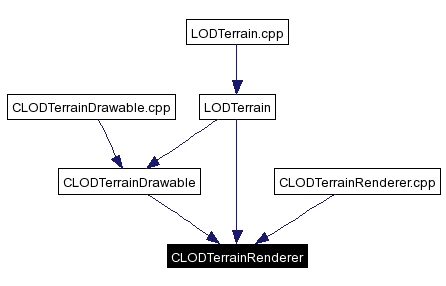 LODTerrain.cpp
CLODTerrainDrawable.cpp
LODTerrain
CLODTerrainDrawable
CLODTerrainRenderer.cpp
CLODTerrainRenderer